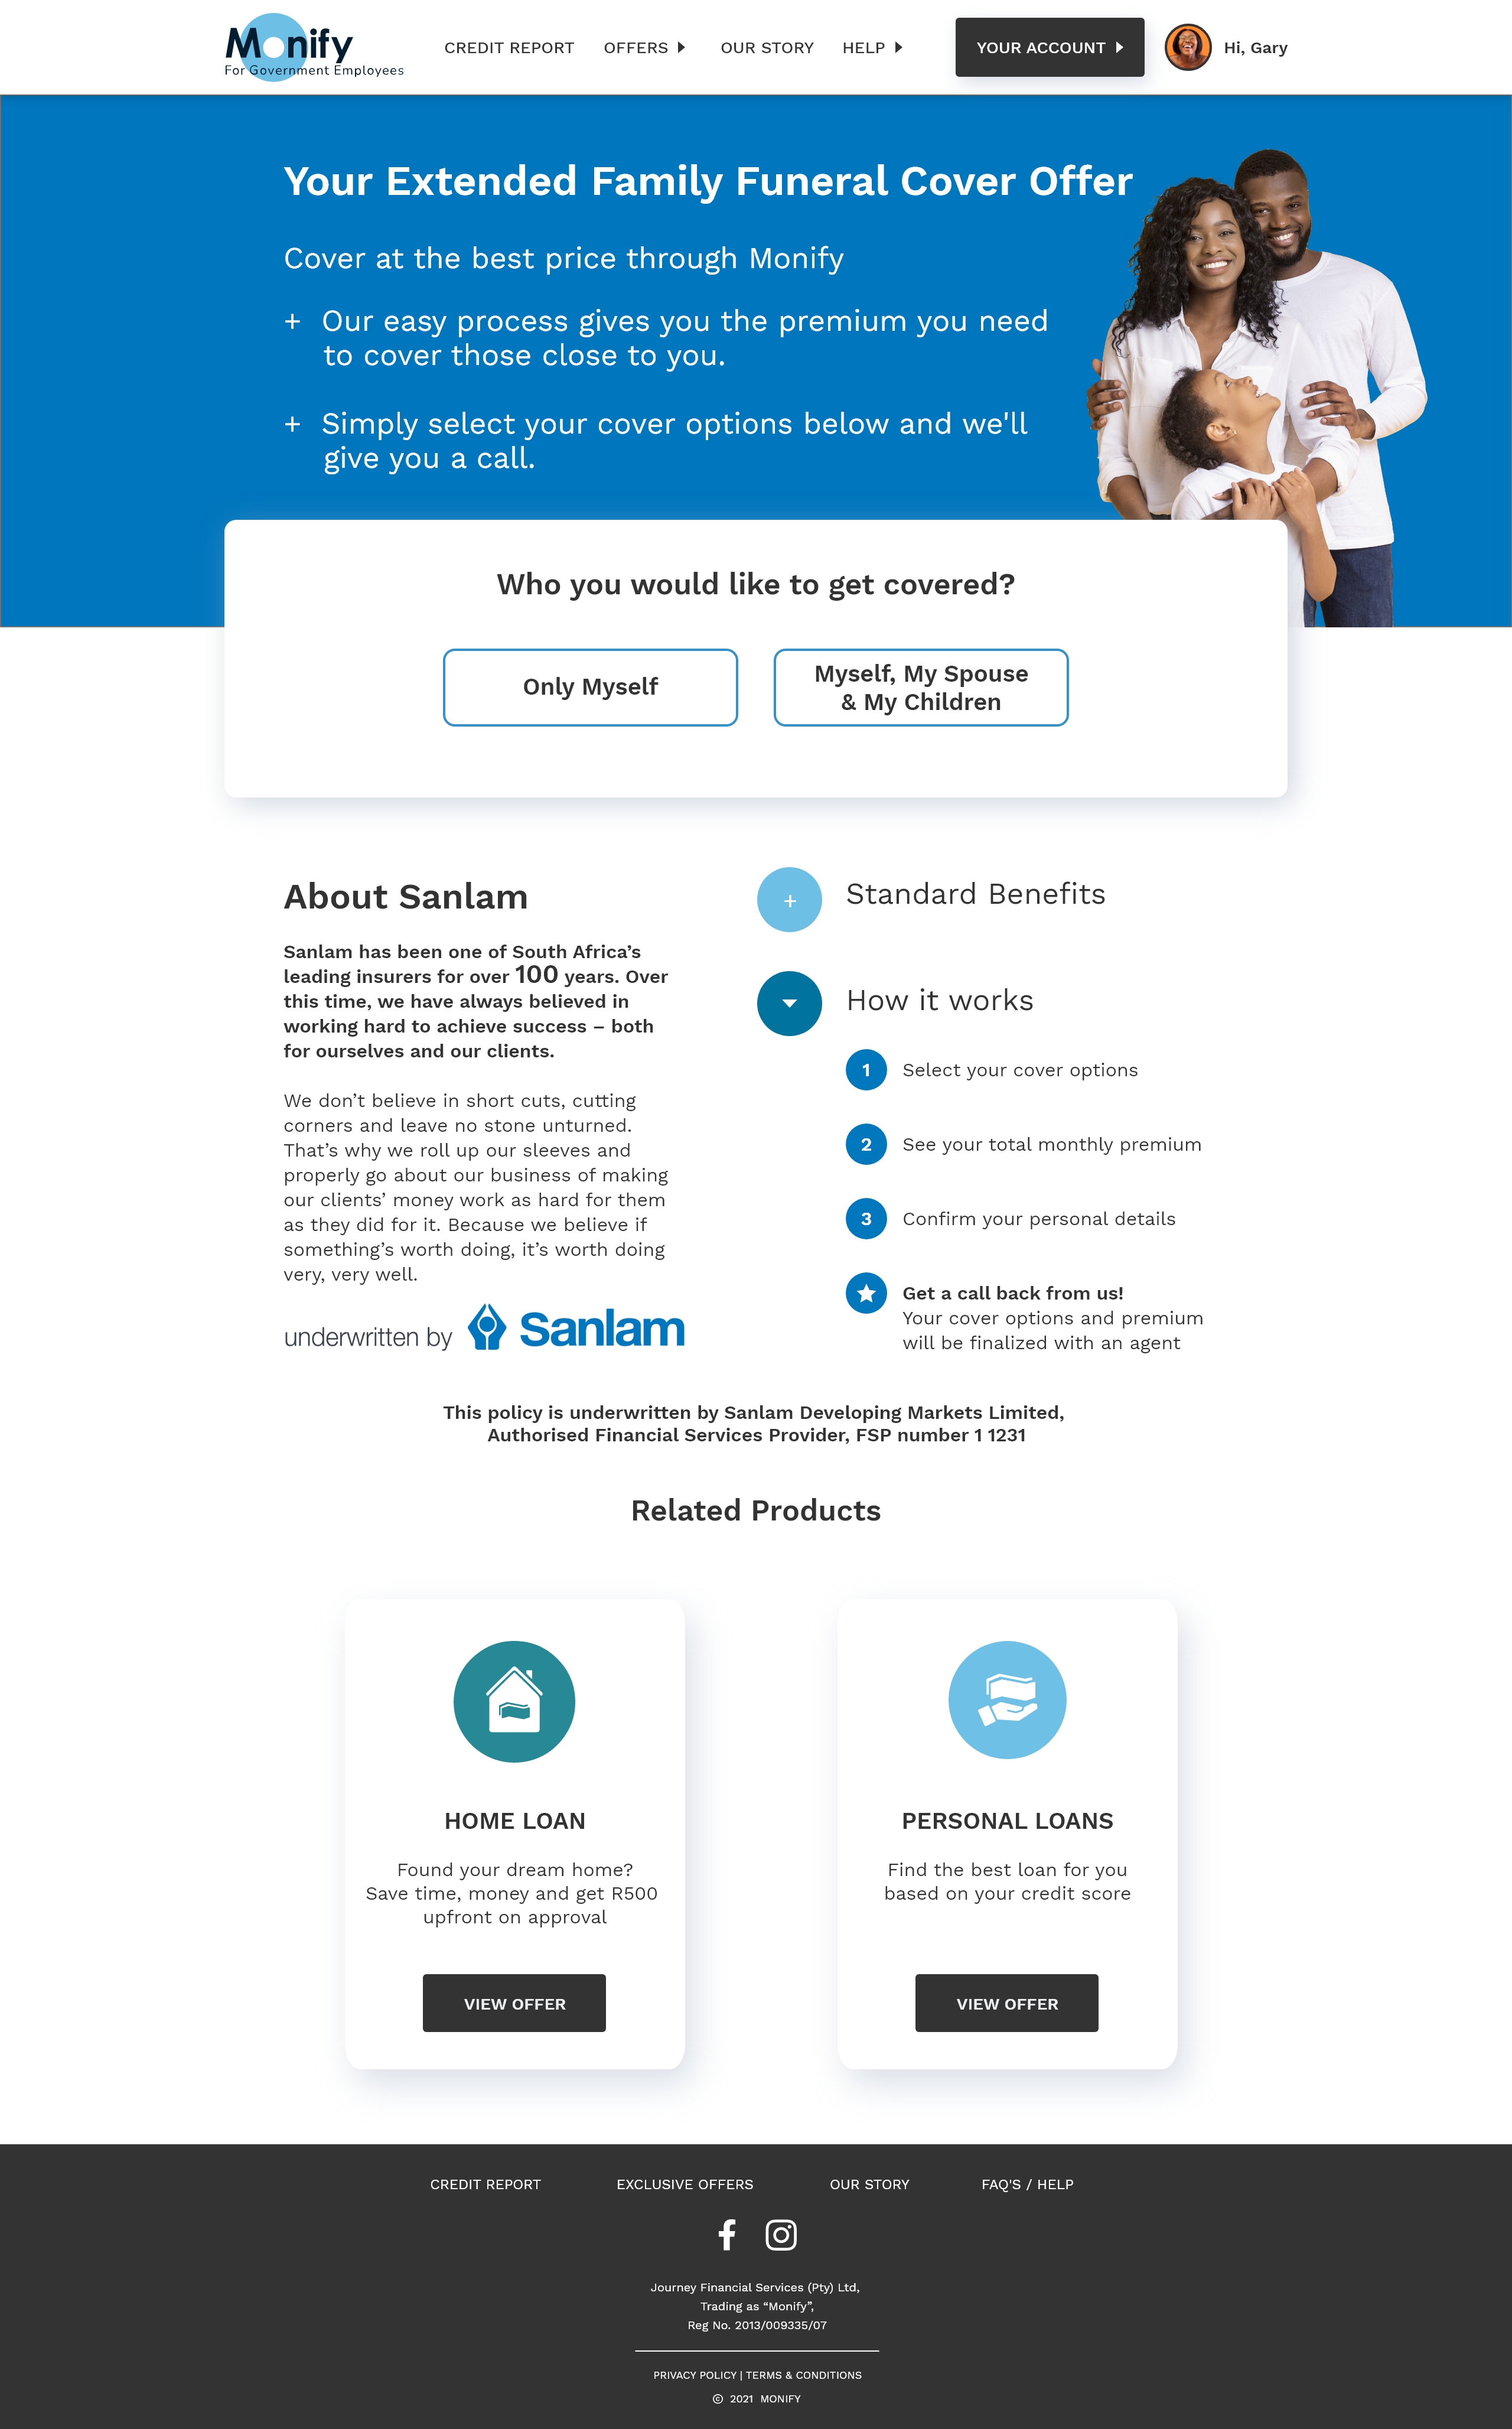 Monify
For Government Employees
CREDIT REPORT
OFFERS
OUR STORY
HELP
YOUR ACCOUNT
Hi, Gary
Your Extended Family Funeral Cover Offer
Cover at the best price through Monify
+ Our easy process gives you the premium you need
to cover those close to you.
+ Simply select your cover options below and we'll
give you a call.
Who you would like to get covered?
Only Myself
Myself, My Spouse
& My Children
About Sanlam
Sanlam has been one of South Africa’s
leading insurers for over 100 years. Over
this time, we have always believed in
working hard to achieve success – both
for ourselves and our clients.
We don’t believe in short cuts, cutting
corners and leave no stone unturned.
That’s why we roll up our sleeves and
properly go about our business of making
our clients’ money work as hard for them
as they did for it. Because we believe if
something’s worth doing, it’s worth doing
very, very well.
underwritten by Sanlam
+ Standard Benefits
How it works
1 Select your cover options
2 See your total monthly premium
3 Confirm your personal details
Get a call back from us!
Your cover options and premium
will be finalized with an agent
This policy is underwritten by Sanlam Developing Markets Limited,
Authorised Financial Services Provider, FSP number 1 1231
Related Products
HOME LOAN
Found your dream home?
Save time, money and get R500
upfront on approval
VIEW OFFER
PERSONAL LOANS
Find the best loan for you
based on your credit score
VIEW OFFER
CREDIT REPORT
EXCLUSIVE OFFERS
OUR STORY
FAQ'S / HELP
Journey Financial Services (Pty) Ltd,
Trading as “Monify”,
Reg No. 2013/009335/07
PRIVACY POLICY | TERMS & CONDITIONS
© 2021 MONIFY